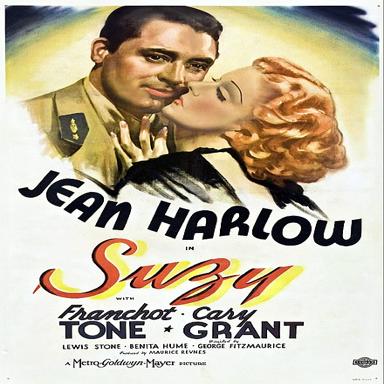 JEAN HARLOW
IN
Suzy
WITH
Franchot · Cary
TONE ★ GRANT
LEWIS STONE · BENITA HUME · Directed by GEORGE FITZMAURICE
Produced by MAURICE REVNES
A Metro-Goldwyn-Mayer PICTURE